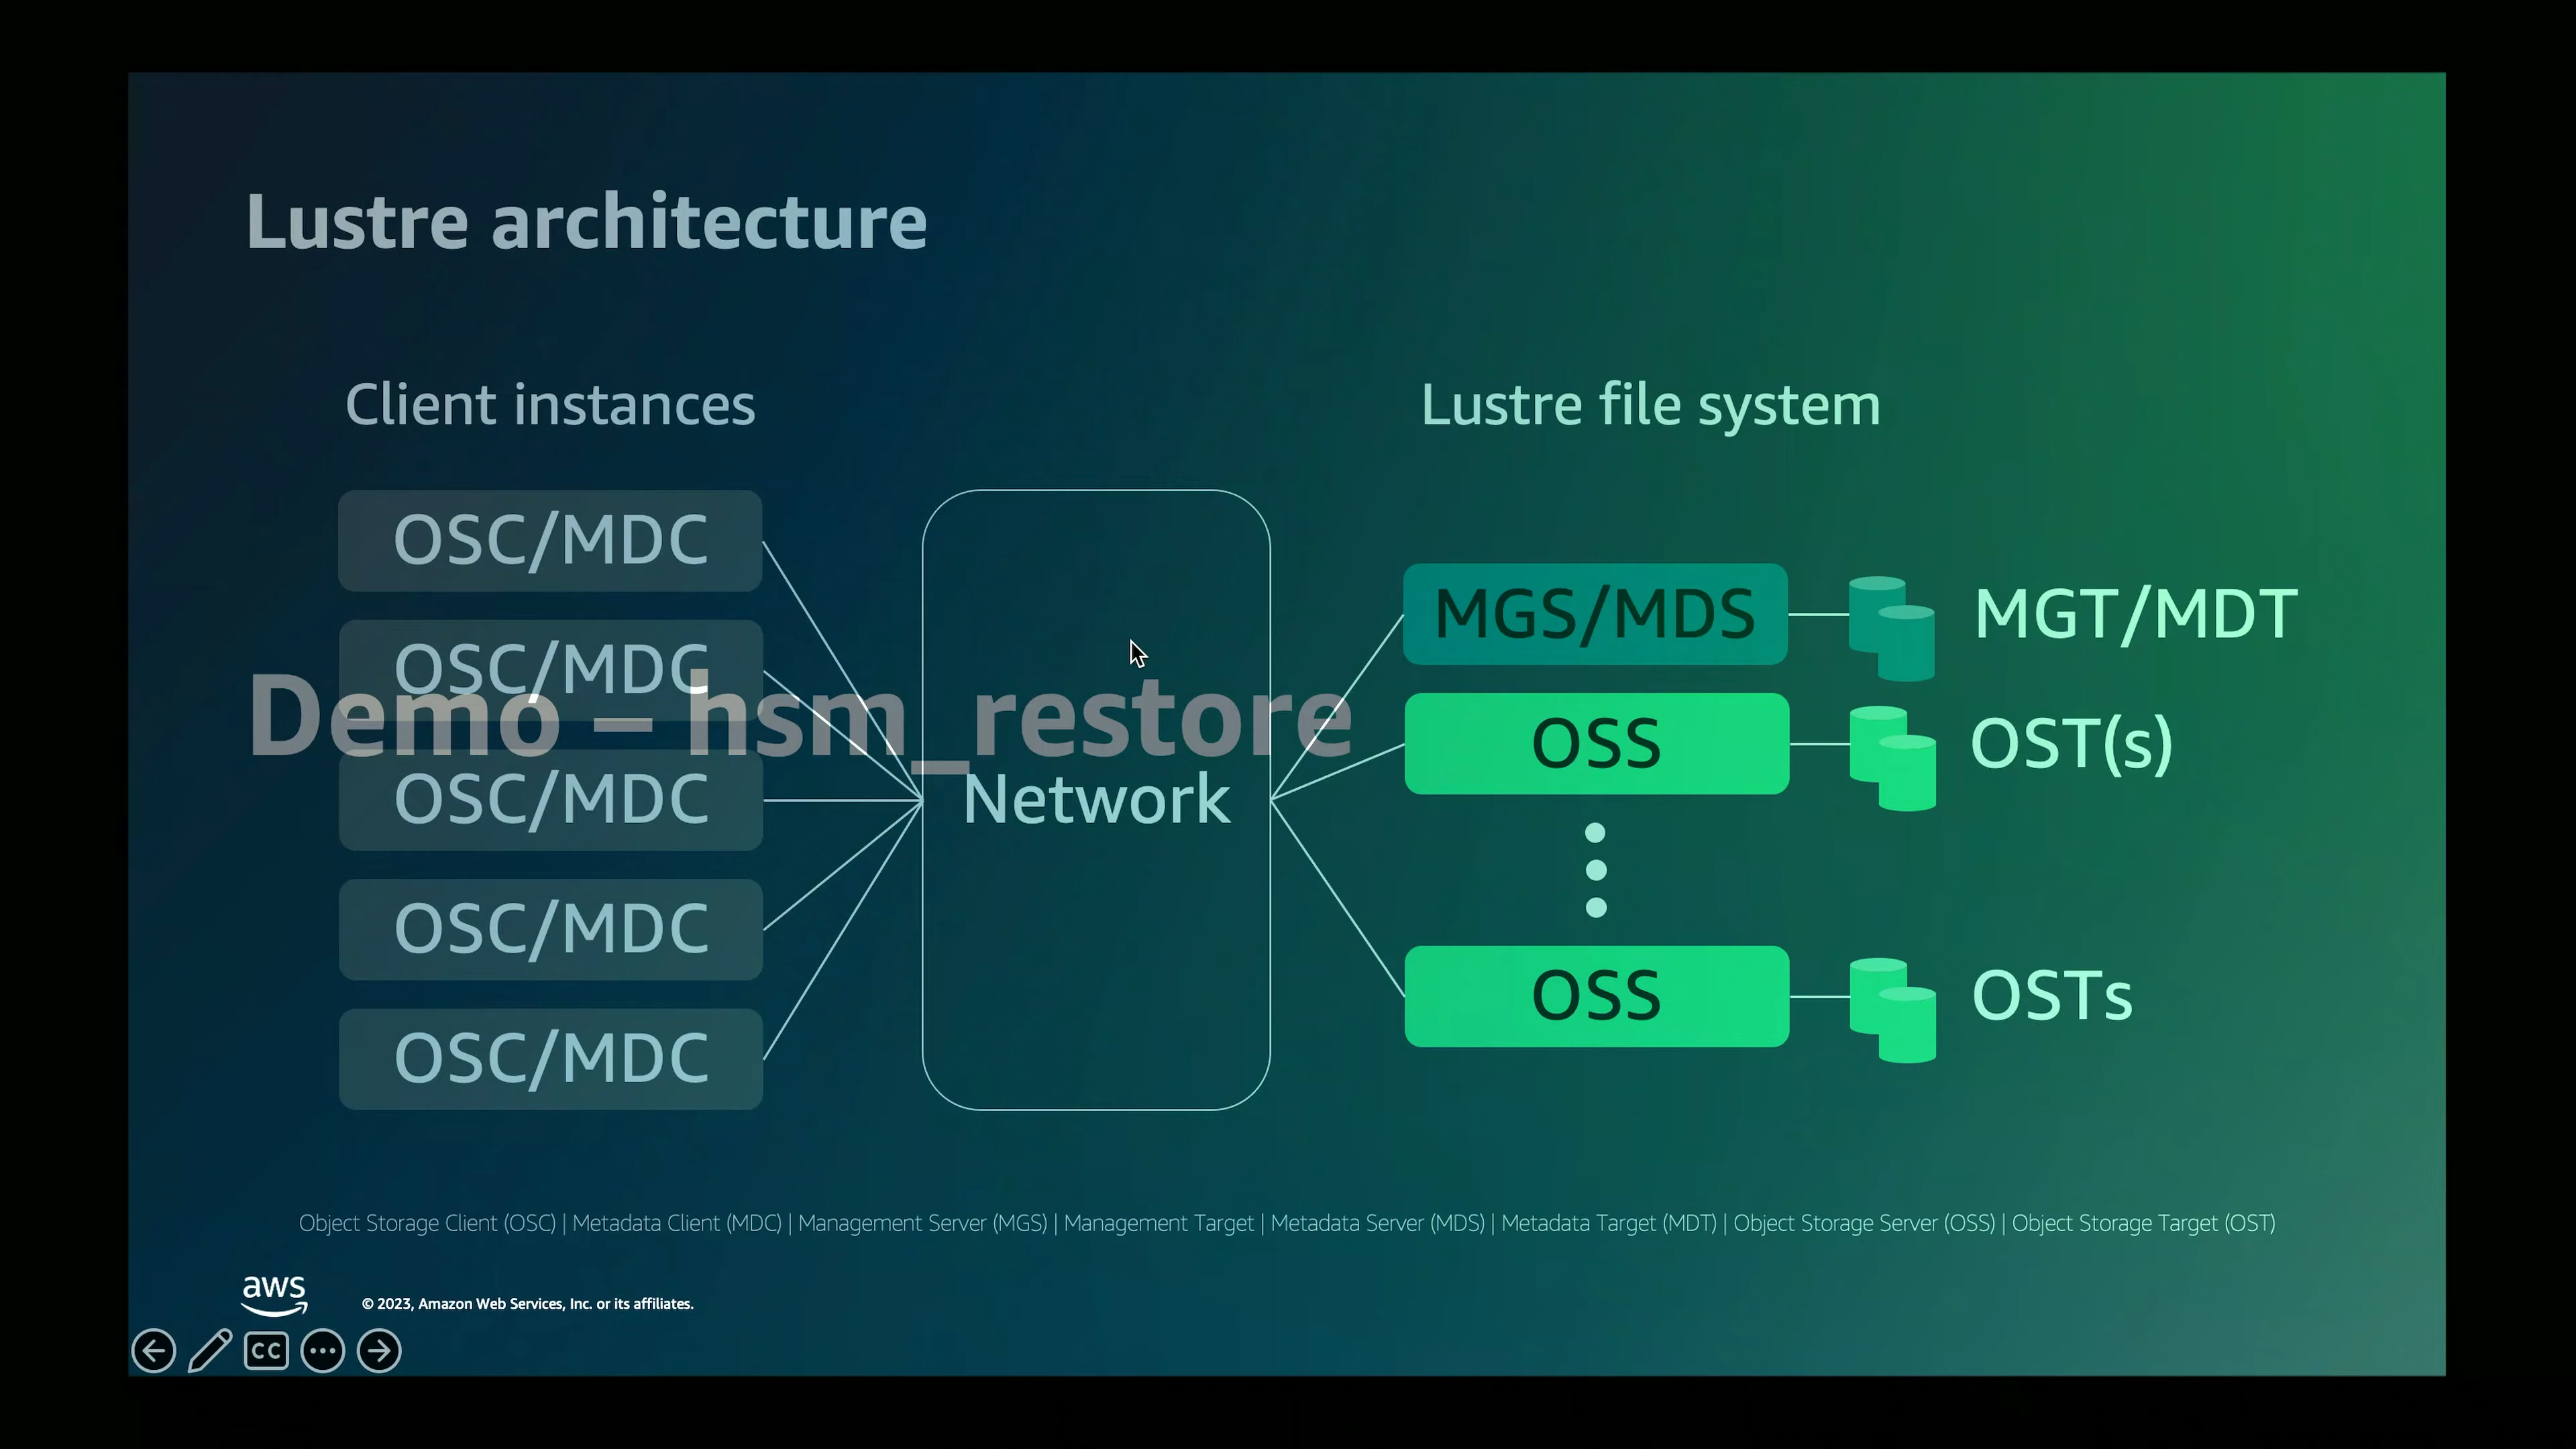 Lustre architecture
Client instances
Lustre file system
OSC/MDC
OSC/MDC
OSC/MDC
OSC/MDC
OSC/MDC
Demo – hsm_restore
Network
MGS/MDS
MGT/MDT
OSS
OST(s)
OSS
OSTs
Object Storage Client (OSC) | Metadata Client (MDC) | Management Server (MGS) | Management Target | Metadata Server (MDS) | Metadata Target (MDT) | Object Storage Server (OSS) | Object Storage Target (OST)
aws
© 2023, Amazon Web Services, Inc. or its affiliates.
CC